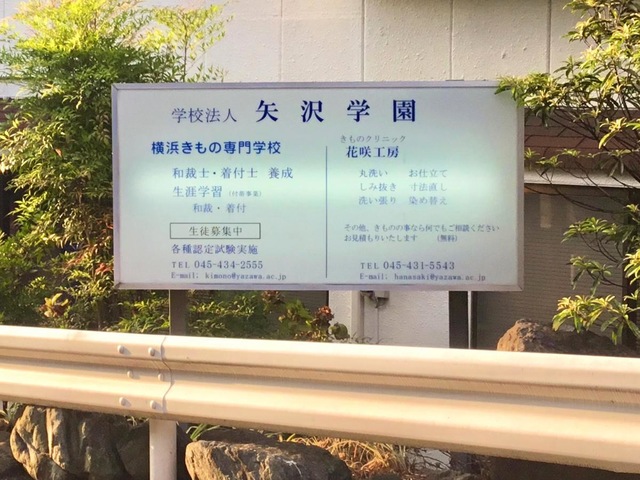 学校法人 矢沢学園
横浜きもの専門学校
和裁士・着付士 養成
生涯学習 (付帯事業)
和裁・着付
生徒募集中
各種認定試験実施
TEL 045-434-2555
E-mail: kimono@yazawa.ac.jp
きものクリニック
花咲工房
丸洗い お仕立て
しみ抜き 寸法直し
洗い張り 染め替え
その他、きものの事なら何でもご相談ください
お見積もりいたします (無料)
TEL 045-431-5543
E-mail: hanasaki@yazawa.ac.jp